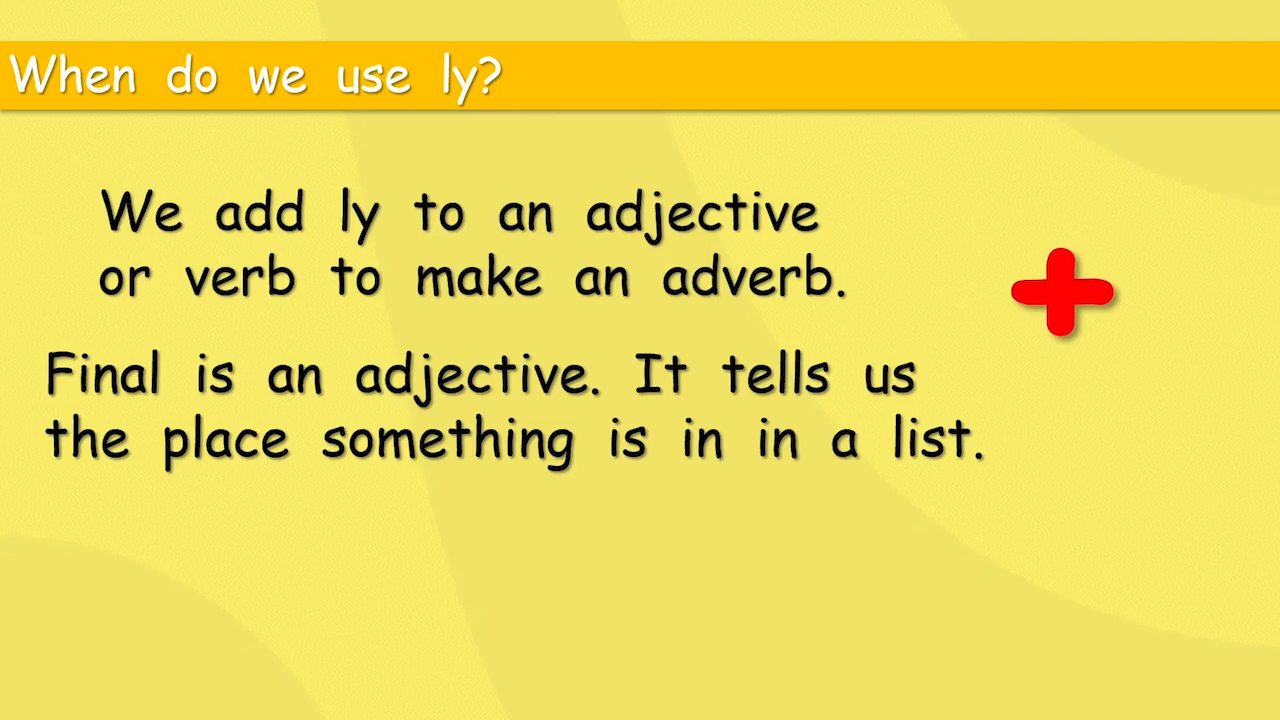 When do we use ly?
We add ly to an adjective
or verb to make an adverb.
Final is an adjective. It tells us
the place something is in in a list.